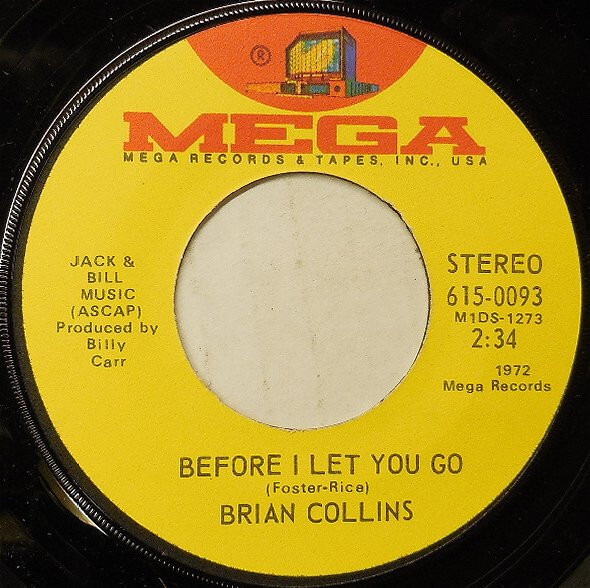 ®
MEGA
MEGA RECORDS & TAPES, INC., USA
JACK &
BILL
MUSIC
(ASCAP)
Produced by
Billy
Carr
STEREO
615-0093
M1DS-1273
2:34
1972
Mega Records
BEFORE I LET YOU GO
(Foster-Rice)
BRIAN COLLINS